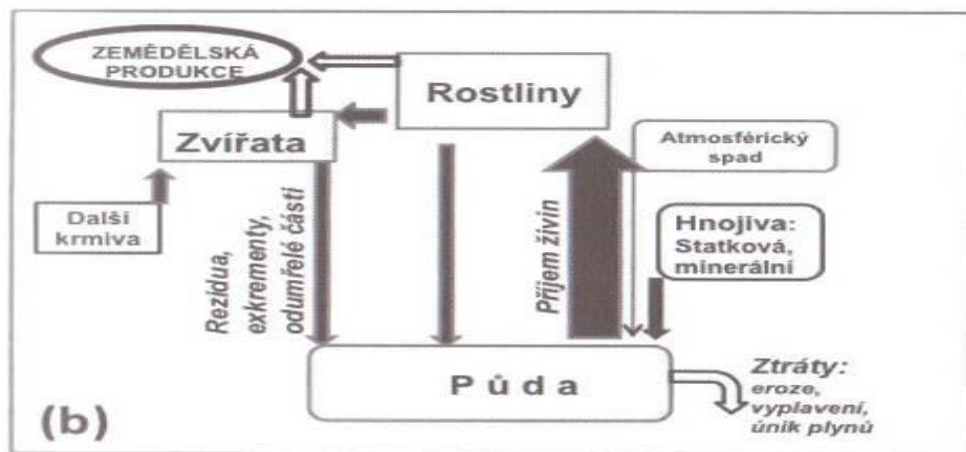 ZEMĚDĚLSKÁ
PRODUKCE
Rostliny
Zvířata
Atmosférický
spad
Další
krmiva
Rezidua,
exkrementy,
odumřelé části
Příjem živin
Hnojiva:
Statková,
minerální
Půda
Ztráty:
eroze,
vyplavení,
únik plynů
(b)